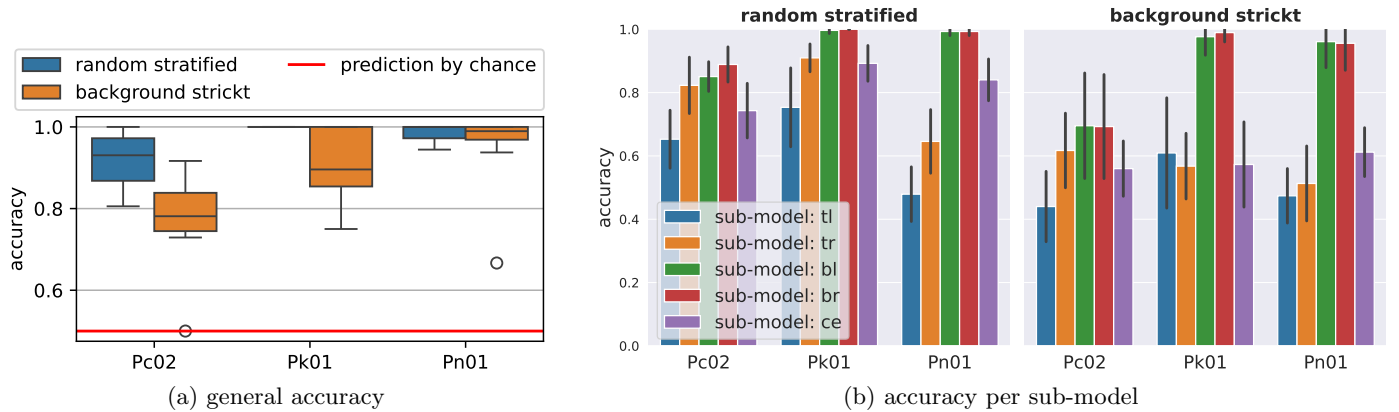 random stratified
prediction by chance
background strickt
accuracy
1.0
0.8
0.6
Pc02
Pk01
Pn01
(a) general accuracy
random stratified
background strickt
accuracy
1.0
0.8
0.6
0.4
0.2
0.0
sub-model: tl
sub-model: tr
sub-model: bl
sub-model: br
sub-model: ce
Pc02
Pk01
Pn01
Pc02
Pk01
Pn01
(b) accuracy per sub-model